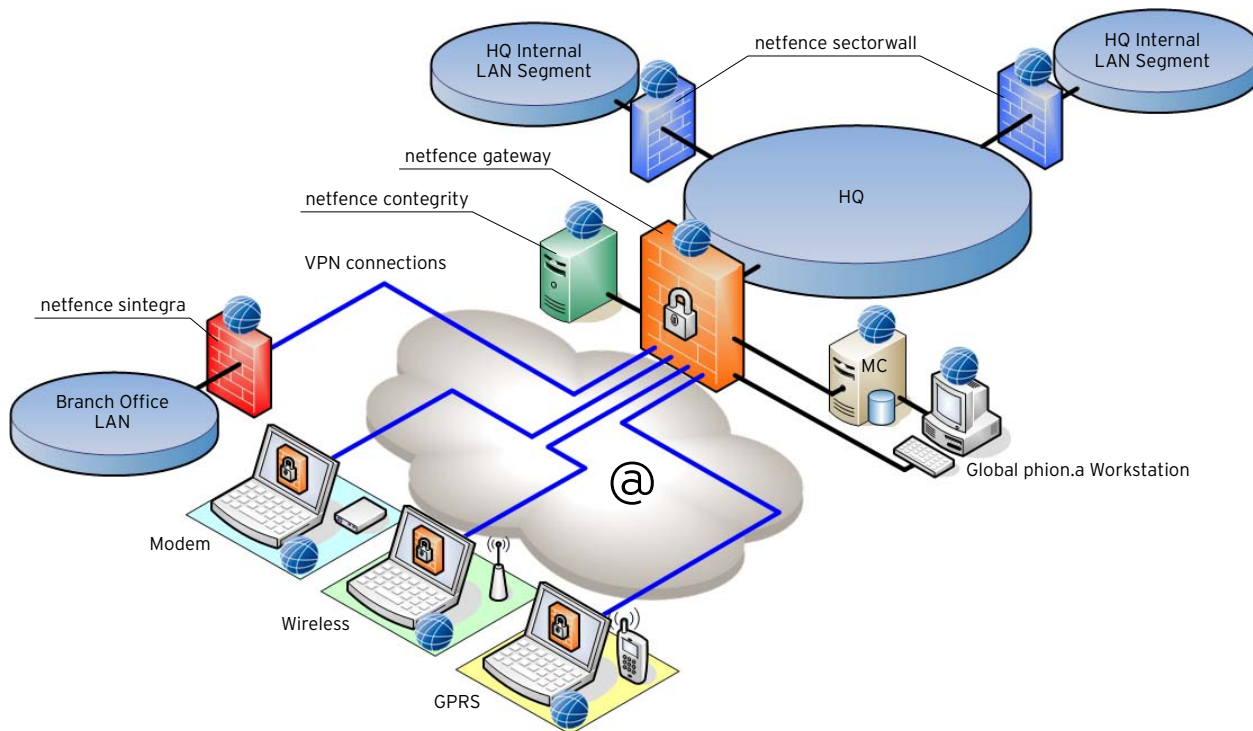 HQ Internal
LAN Segment
netfence sectorwall
HQ Internal
LAN Segment
netfence gateway
HQ
netfence contegrity
VPN connections
netfence sintegra
MC
Branch Office
LAN
@
Global phion.a Workstation
Modem
Wireless
GPRS